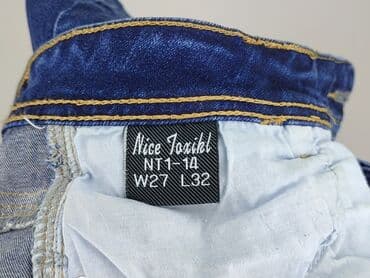 Nice Toxikl
NT1-14
W27 L32